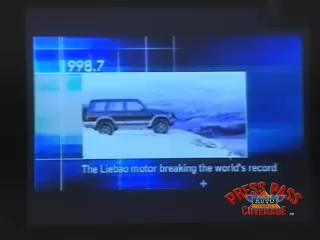 1998.7
The Liebao motor breaking the world's record
PRESS PASS
AUTO
COVERAGE